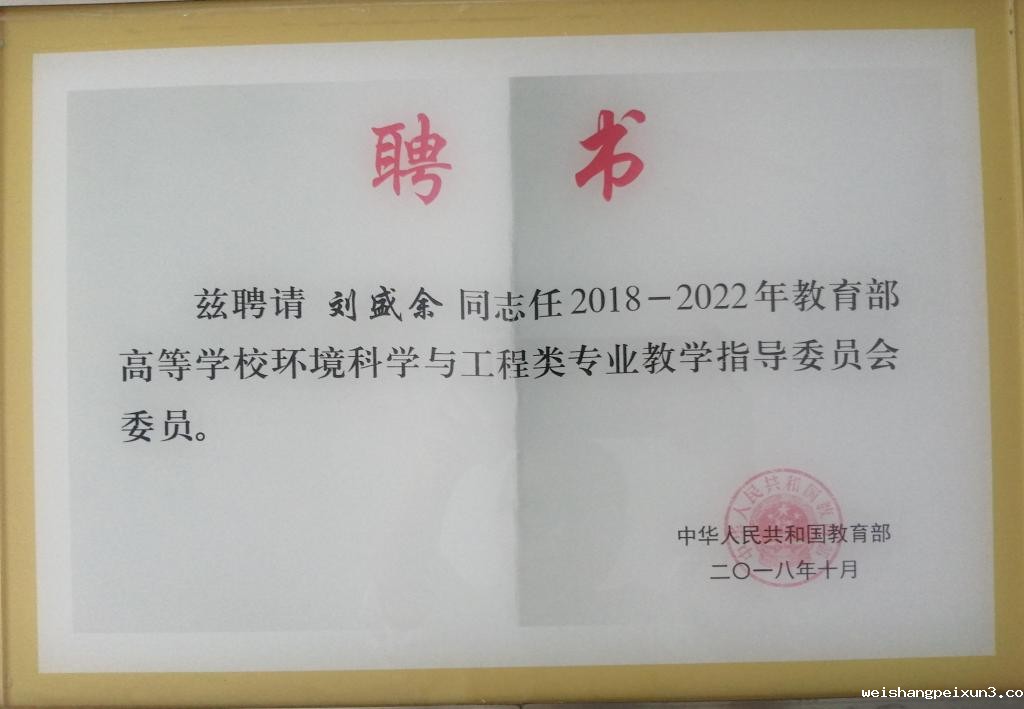 聘 书
兹聘请 刘盛余 同志任2018-2022年教育部
高等学校环境科学与工程类专业教学指导委员会
委员。
中华人民共和国教育部
二〇一八年十月
weishangpeixun3.co